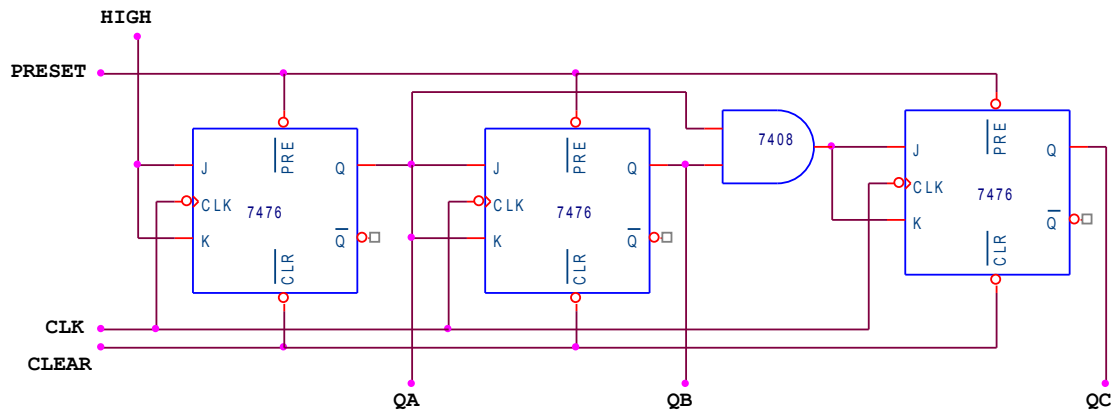 HIGH
PRESET
J
CLK
K
PRE
7476
CLR
Q
Q
J
CLK
K
PRE
7476
CLR
Q
Q
7408
J
CLK
K
PRE
7476
CLR
Q
Q
CLK
CLEAR
QA
QB
QC